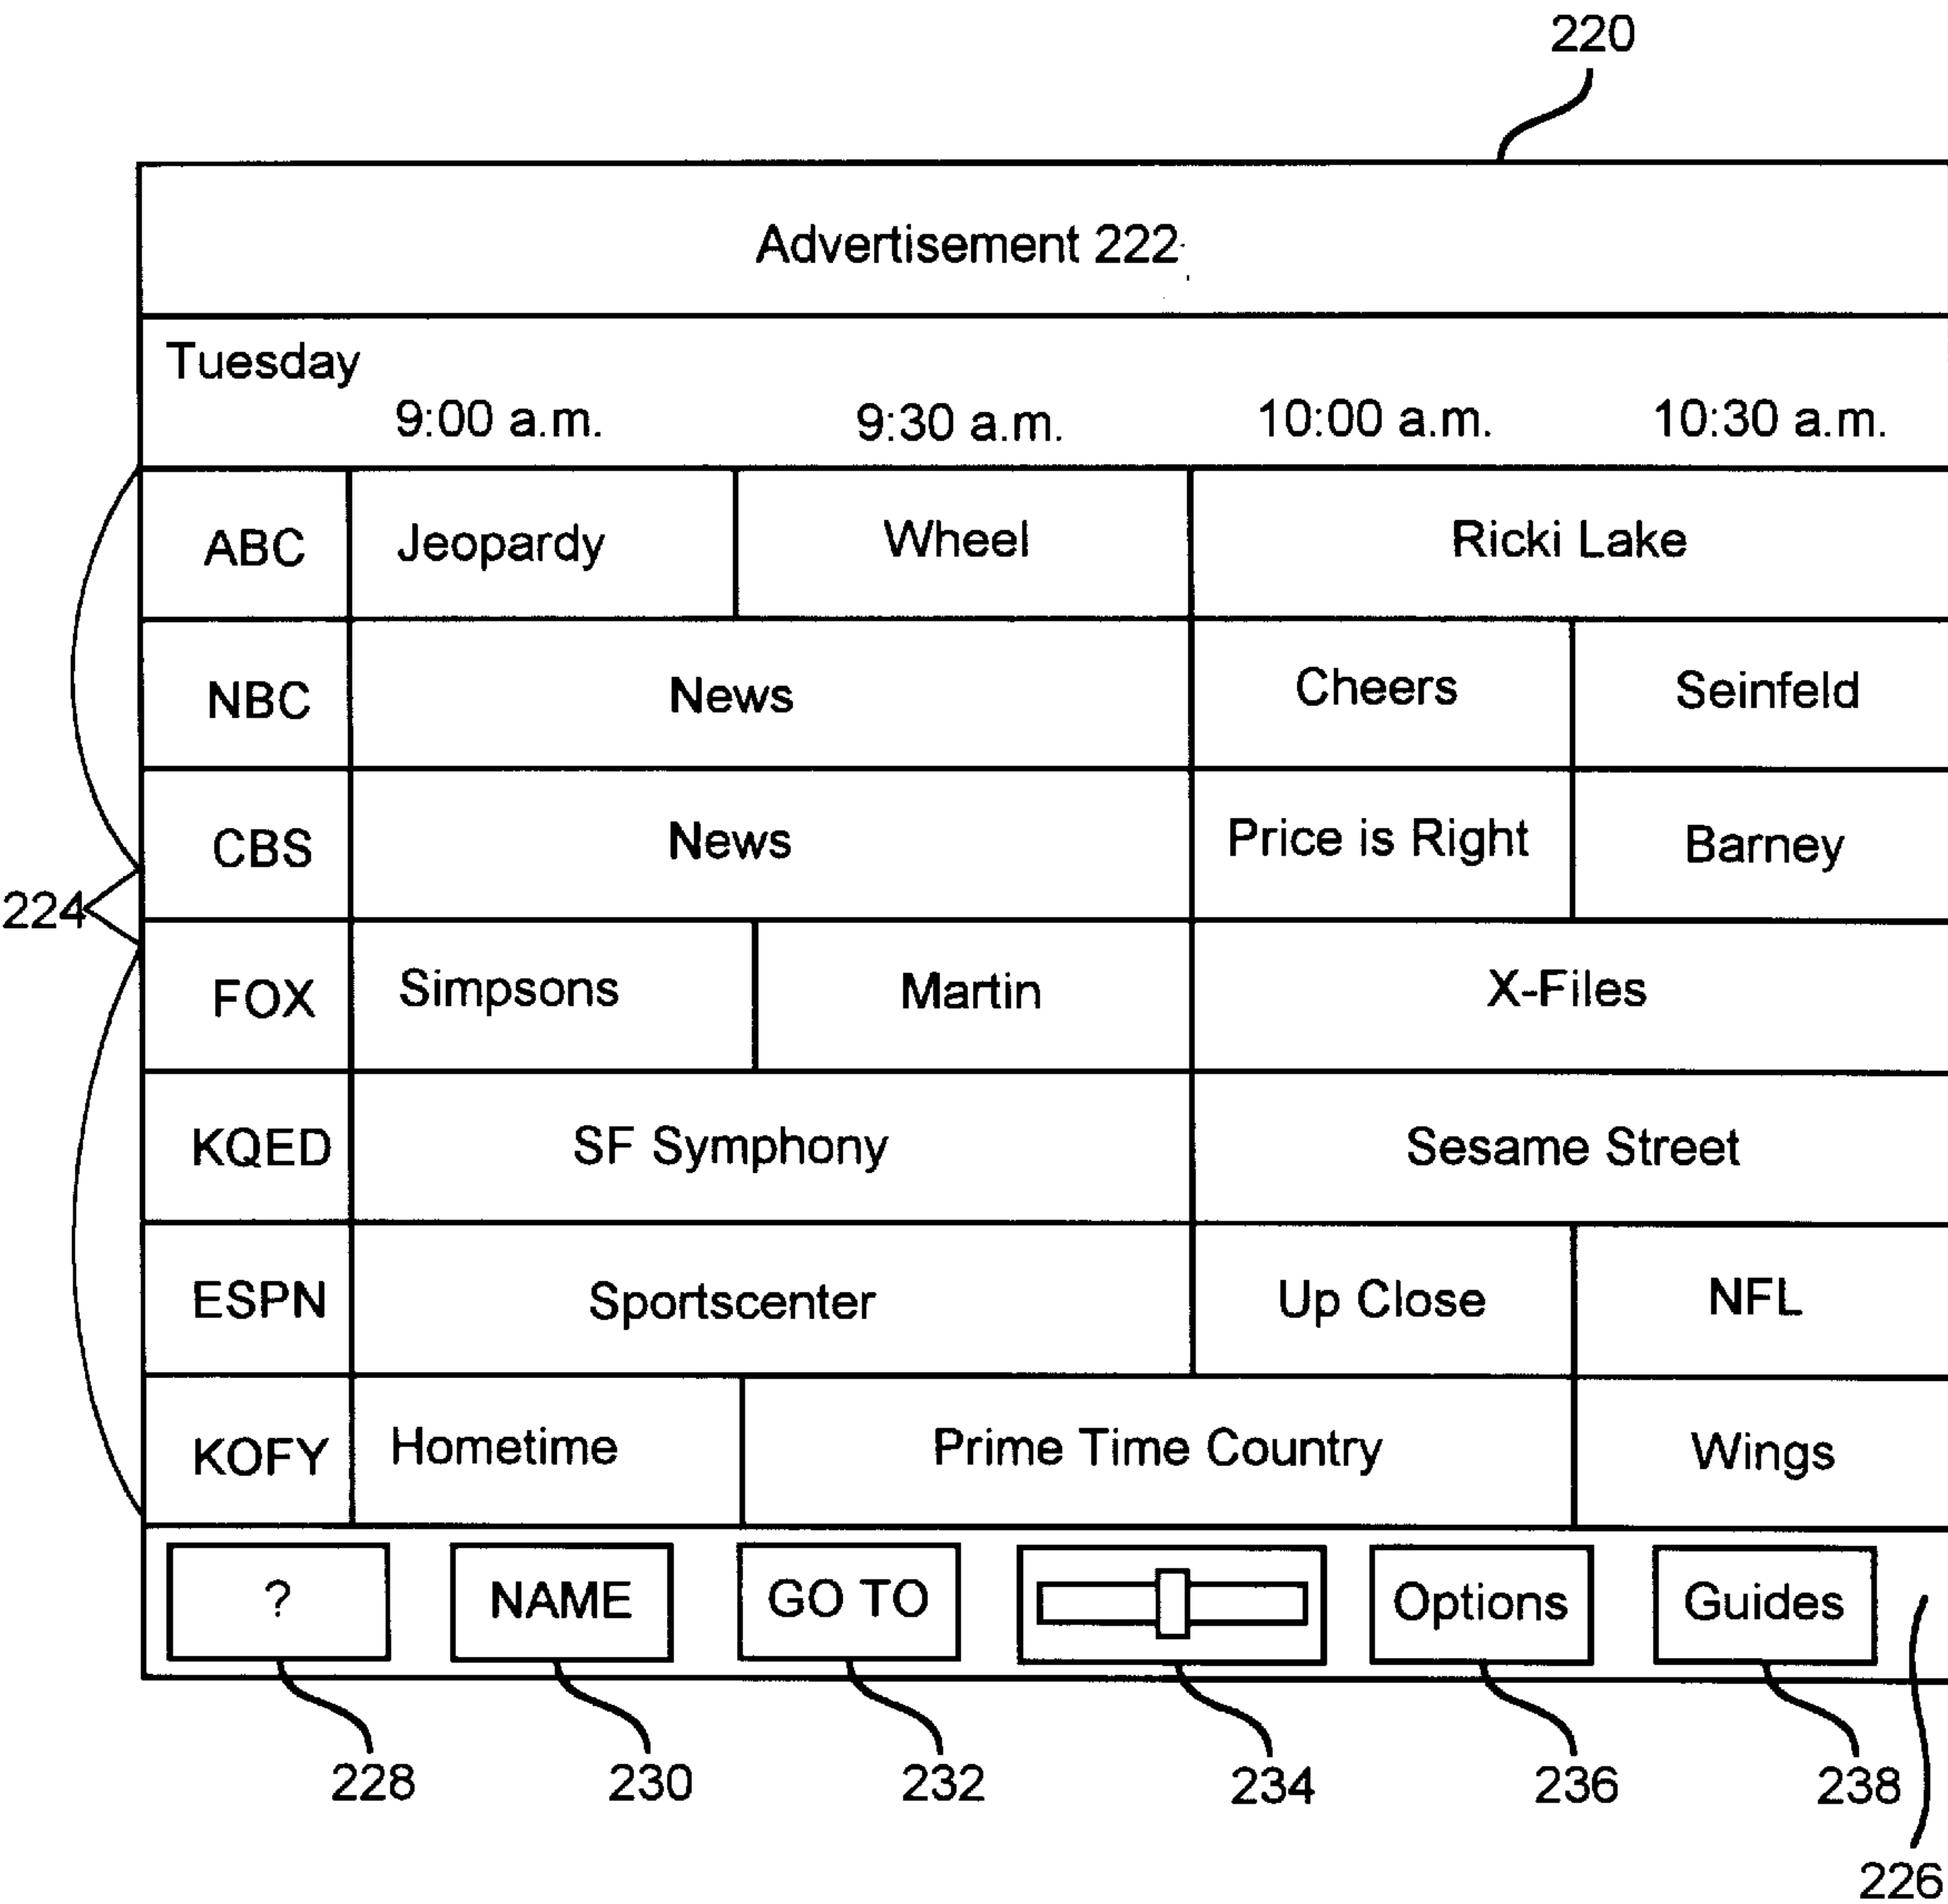 220
Advertisement 222
Tuesday
9:00 a.m. 9:30 a.m. 10:00 a.m. 10:30 a.m.
ABC Jeopardy Wheel Ricki Lake
NBC News Cheers Seinfeld
CBS News Price is Right Barney
224
FOX Simpsons Martin X-Files
KQED SF Symphony Sesame Street
ESPN Sportscenter Up Close NFL
KOFY Hometime Prime Time Country Wings
? NAME GO TO Options Guides
228 230 232 234 236 238
226